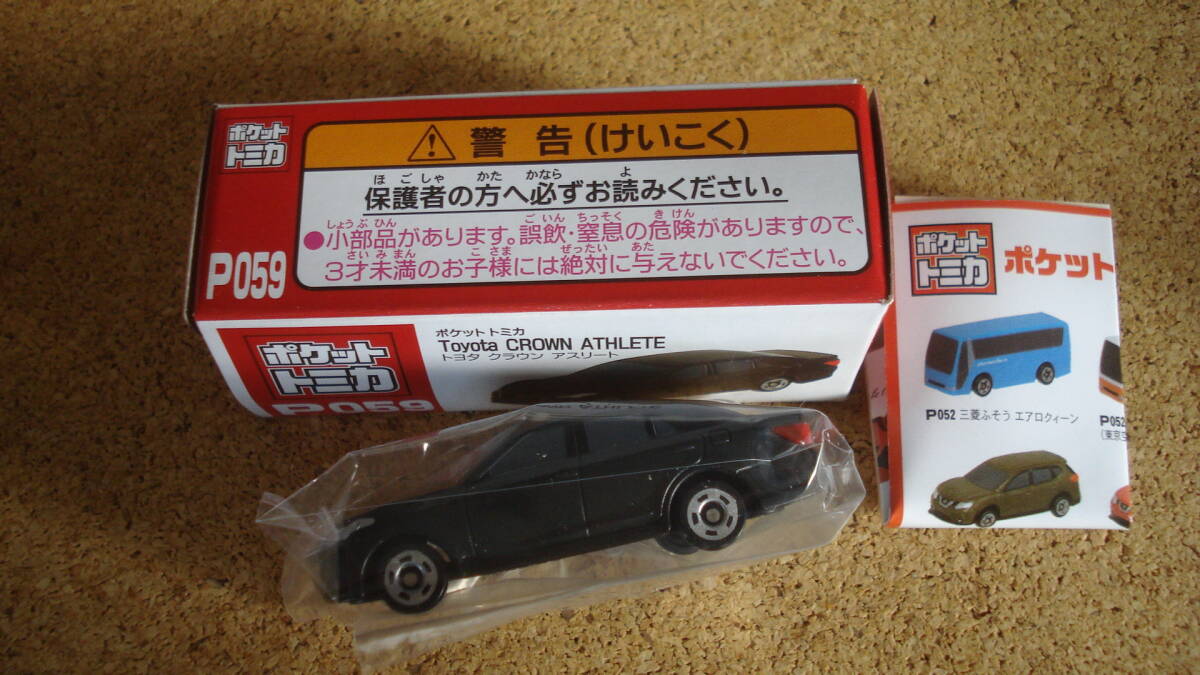 ポケット
トミカ
P059
警告(けいこく)
ほごしゃ かた かなら よ
保護者の方へ必ずお読みください。
しょうぶひん ごいん ちっそく きけん
●小部品があります。誤飲・窒息の危険がありますので、
さいみまん こさま ぜったい あた
3才未満のお子様には絶対に与えないでください。
ポケット
トミカ
P059
ポケットトミカ
Toyota CROWN ATHLETE
トヨタ クラウン アスリート
ポケット
トミカ
ポケット
P052 三菱ふそう エアロクィーン
P052
(東京